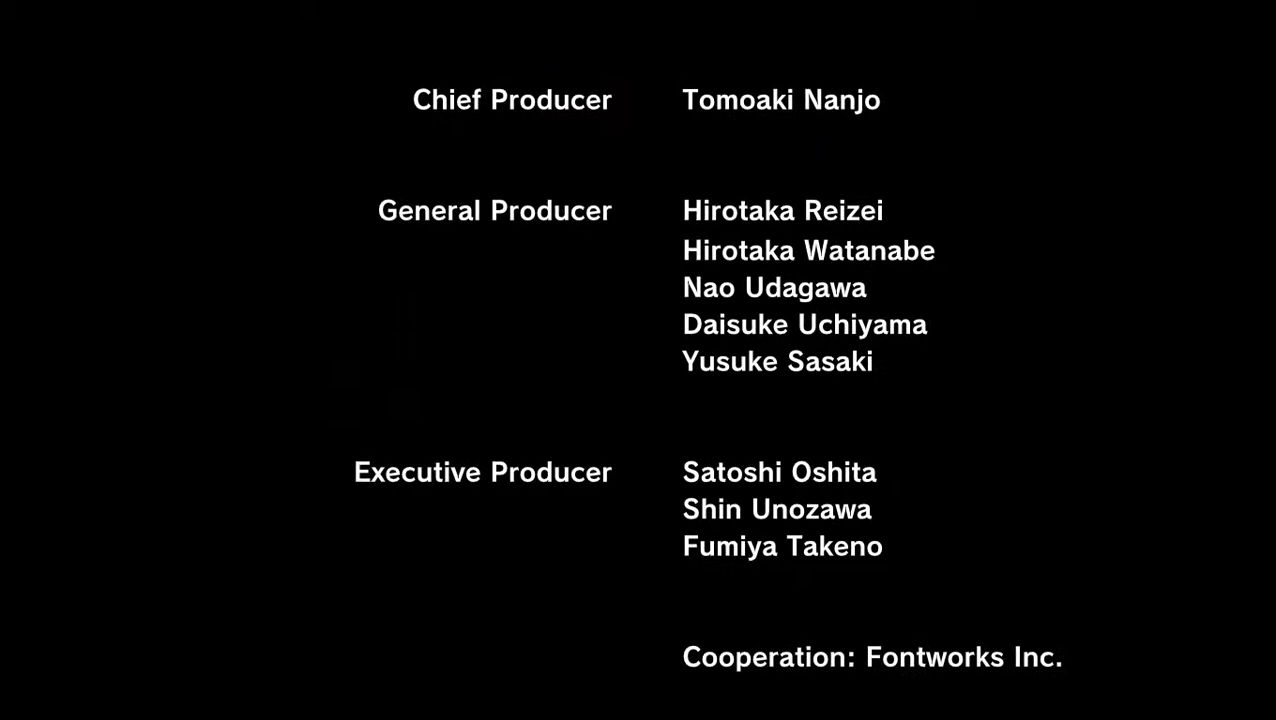 Chief Producer Tomoaki Nanjo
General Producer Hirotaka Reizei
Hirotaka Watanabe
Nao Udagawa
Daisuke Uchiyama
Yusuke Sasaki
Executive Producer Satoshi Oshita
Shin Unozawa
Fumiya Takeno
Cooperation: Fontworks Inc.